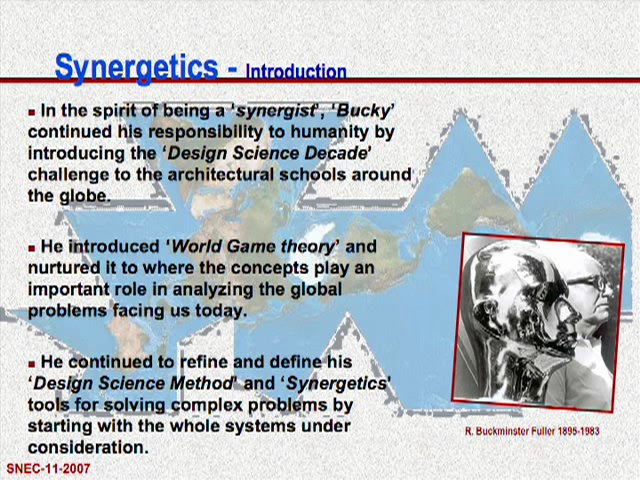 Synergetics - Introduction
▪ In the spirit of being a ‘synergist’, ‘Bucky’
continued his responsibility to humanity by
introducing the ‘Design Science Decade’
challenge to the architectural schools around
the globe.
▪ He introduced ‘World Game theory’ and
nurtured it to where the concepts play an
important role in analyzing the global
problems facing us today.
▪ He continued to refine and define his
‘Design Science Method’ and ‘Synergetics’
tools for solving complex problems by
starting with the whole systems under
consideration.
R. Buckminster Fuller 1895-1983
SNEC-11-2007